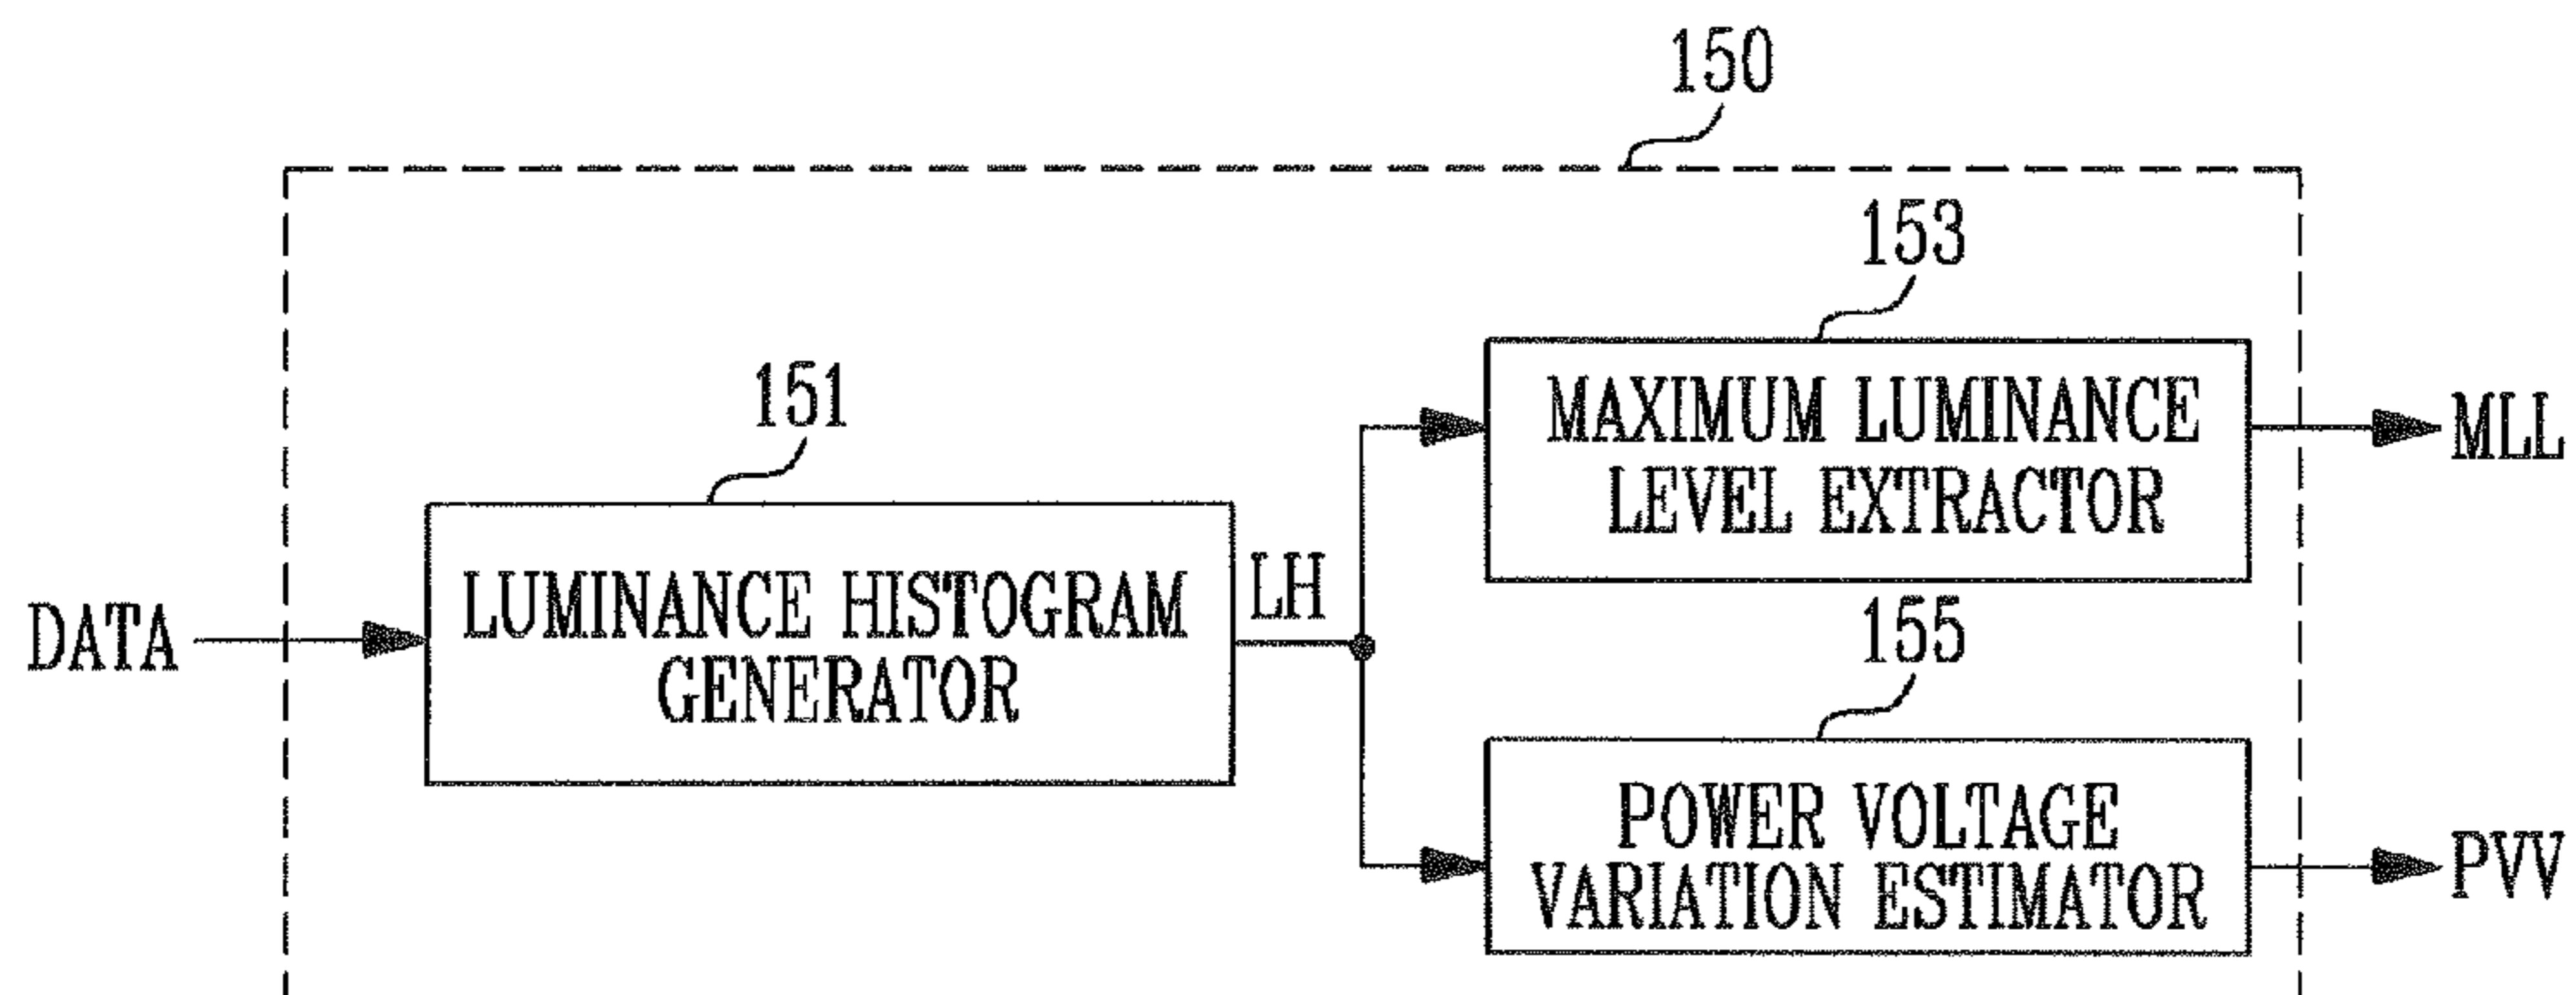 150
153
151
MAXIMUM LUMINANCE
LEVEL EXTRACTOR
MLL
LUMINANCE HISTOGRAM
GENERATOR
LH
DATA
155
POWER VOLTAGE
VARIATION ESTIMATOR
PVV